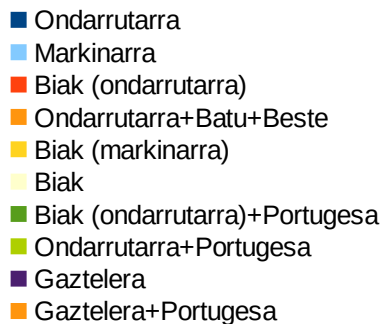 Ondarrutarra
Markinarra
Biak (ondarrutarra)
Ondarrutarra+Batu+Beste
Biak (markinarra)
Biak
Biak (ondarrutarra)+Portugesa
Ondarrutarra+Portugesa
Gaztelera
Gaztelera+Portugesa